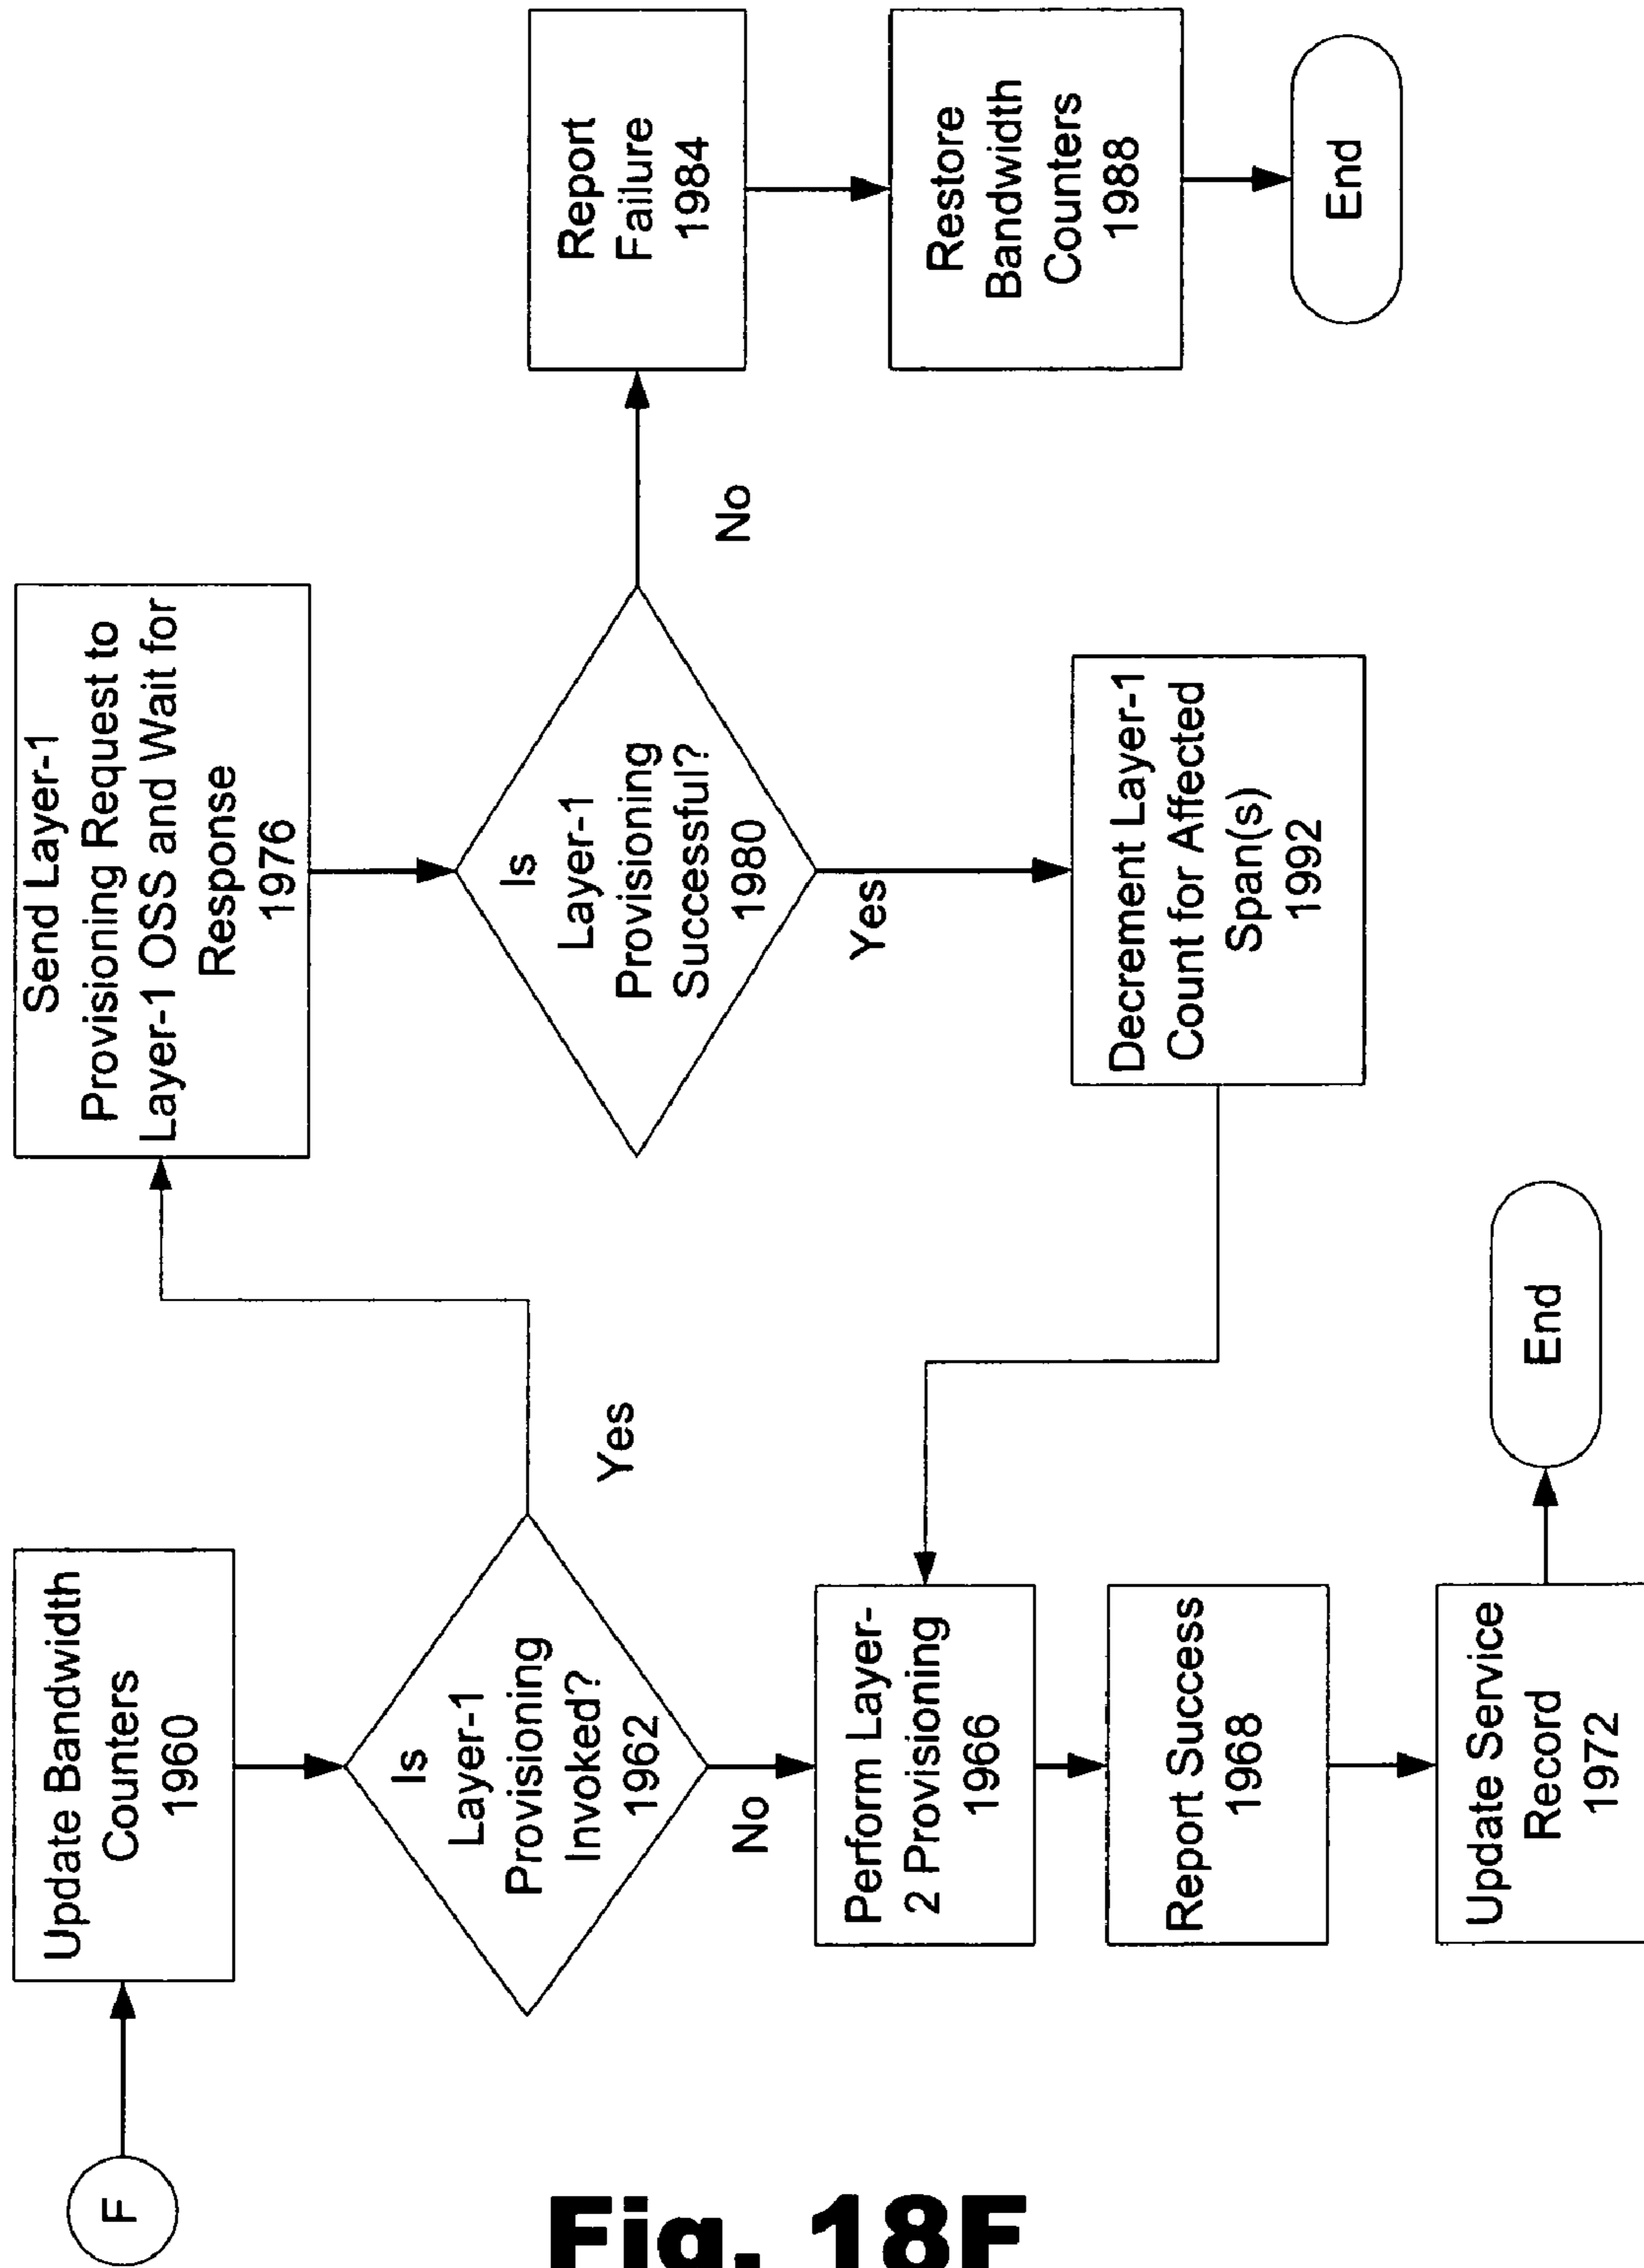 F
Update Bandwidth
Counters
1960
Is
Layer-1
Provisioning
Invoked?
1962
Yes
No
Perform Layer-
2 Provisioning
1966
Report Success
1968
Update Service
Record
1972
End
Send Layer-1
Provisioning Request to
Layer-1 OSS and Wait for
Response
1976
Is
Layer-1
Provisioning
Successful?
1980
No
Yes
Report
Failure
1984
Restore
Bandwidth
Counters
1988
End
Decrement Layer-1
Count for Affected
Span(s)
1992
Fig. 18F